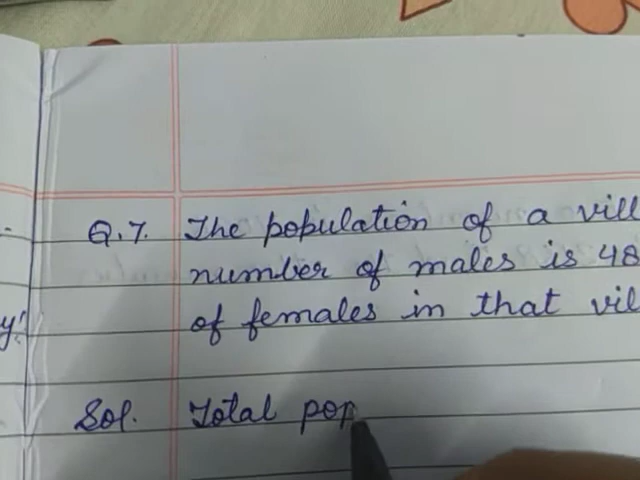 Q.7. The population of a vill
number of males is 48
y! of females in that vil
Sol. Total pop